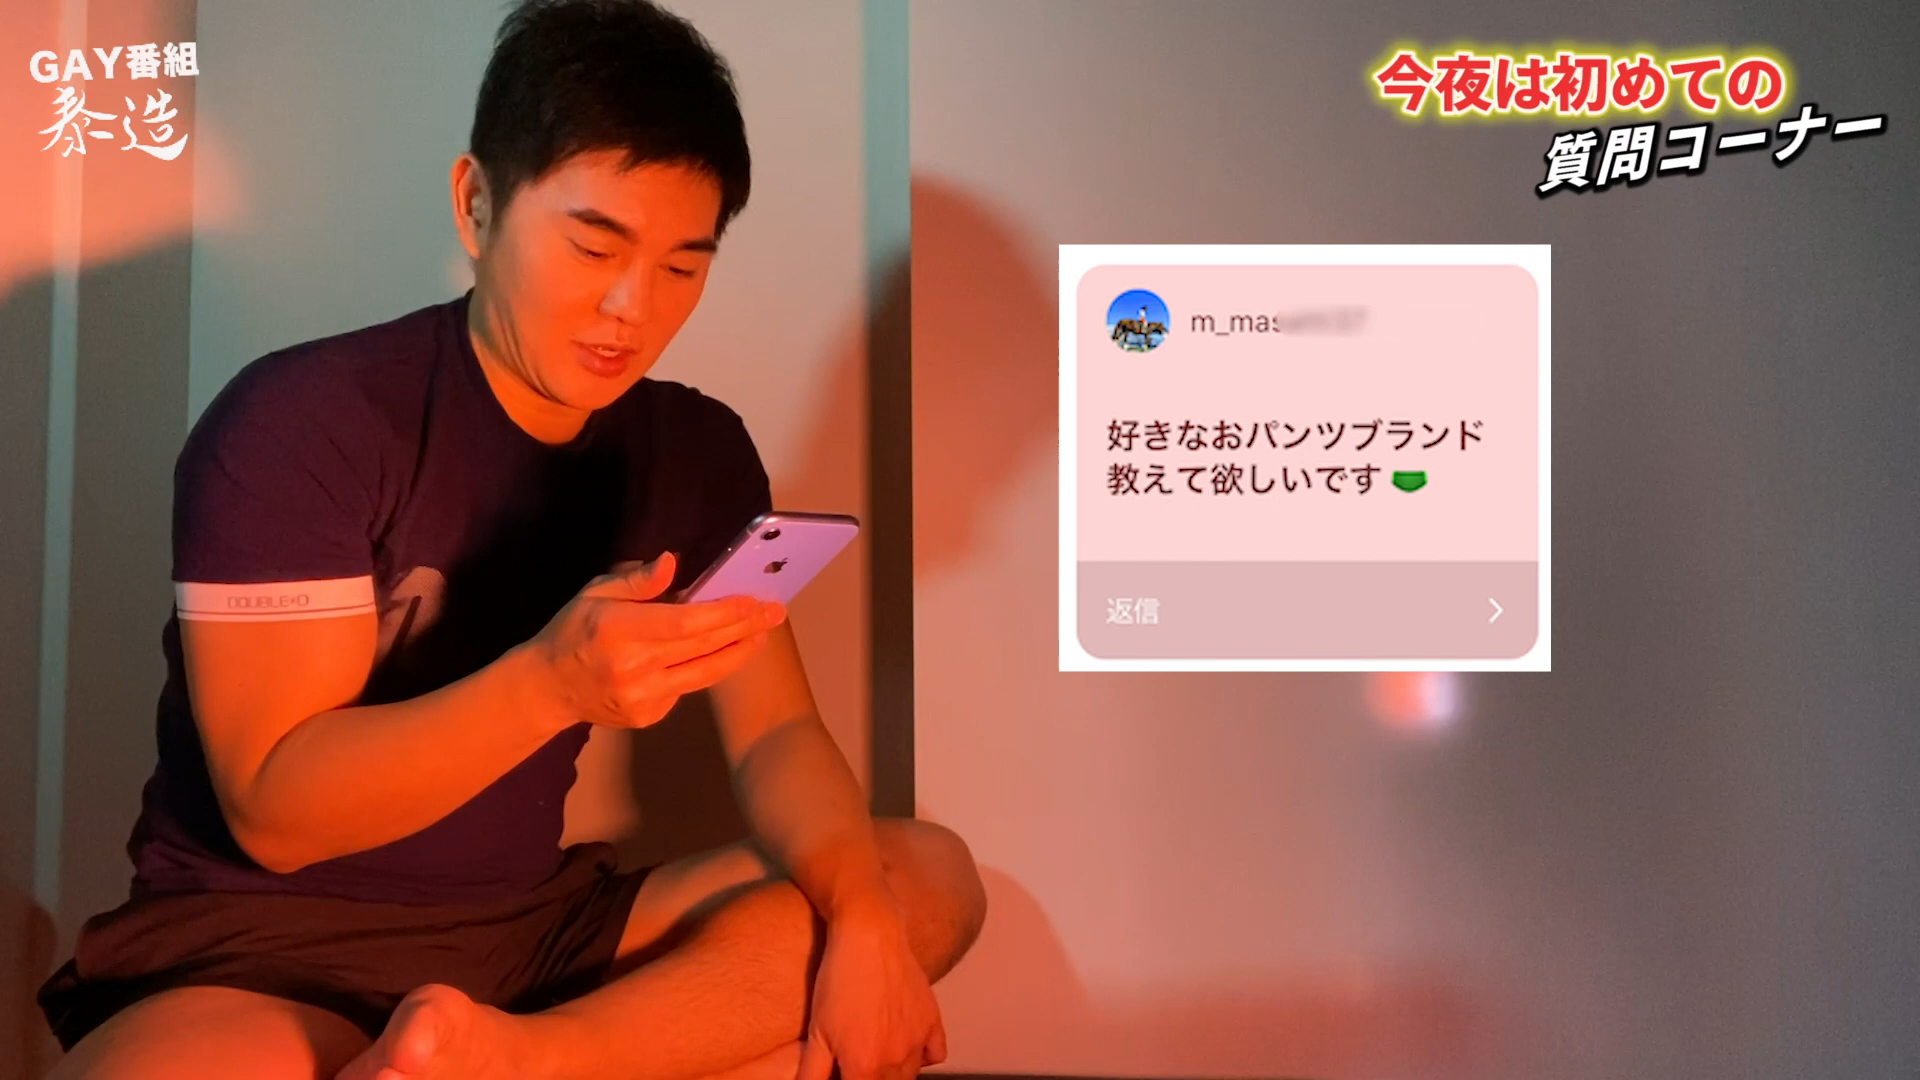 GAY番組
泰造
今夜は初めての
質問コーナー
m_mas
好きなおパンツブランド
教えて欲しいです
返信
DOUBLE★D